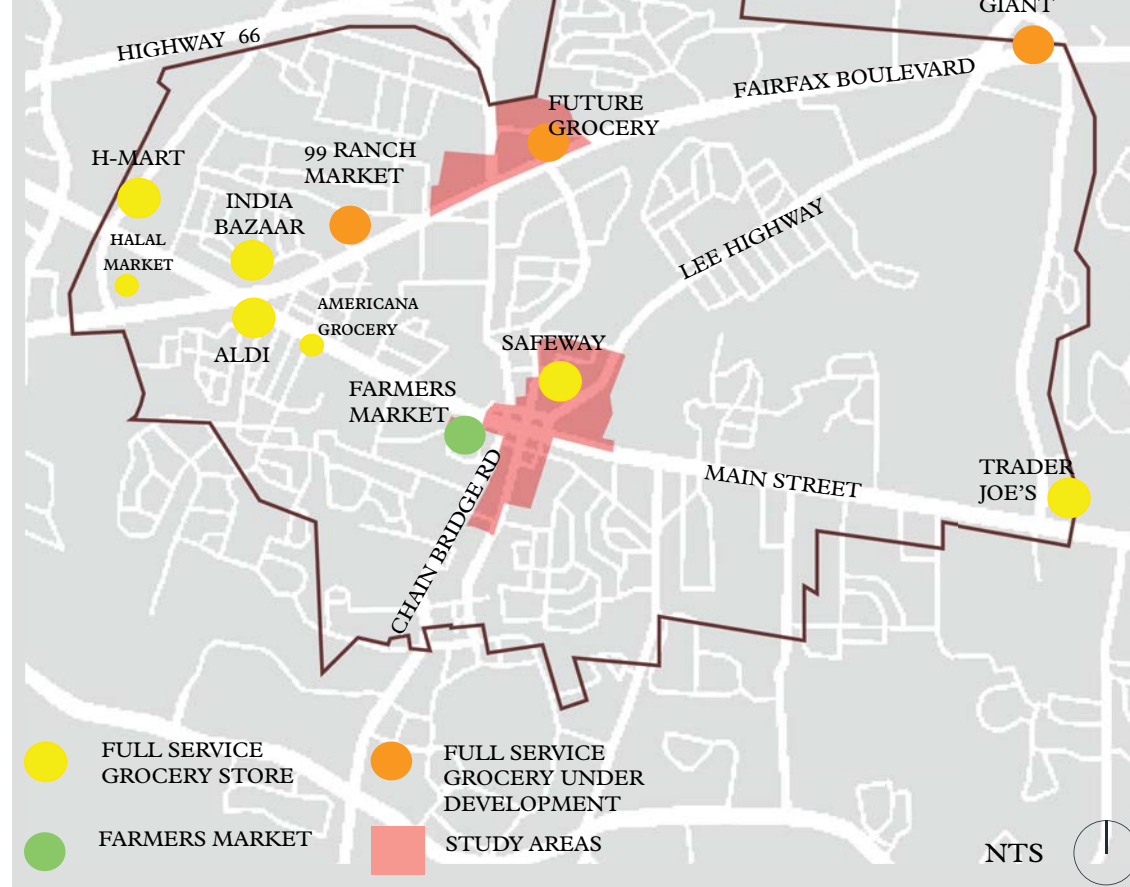 GIANT
HIGHWAY 66
FAIRFAX BOULEVARD
FUTURE
GROCERY
99 RANCH
MARKET
H-MART
INDIA
BAZAAR
HALAL
MARKET
LEE HIGHWAY
AMERICANA
GROCERY
ALDI
SAFEWAY
FARMERS
MARKET
MAIN STREET
TRADER
JOE'S
CHAIN BRIDGE RD
FULL SERVICE
GROCERY STORE
FULL SERVICE
GROCERY UNDER
DEVELOPMENT
FARMERS MARKET
STUDY AREAS
NTS